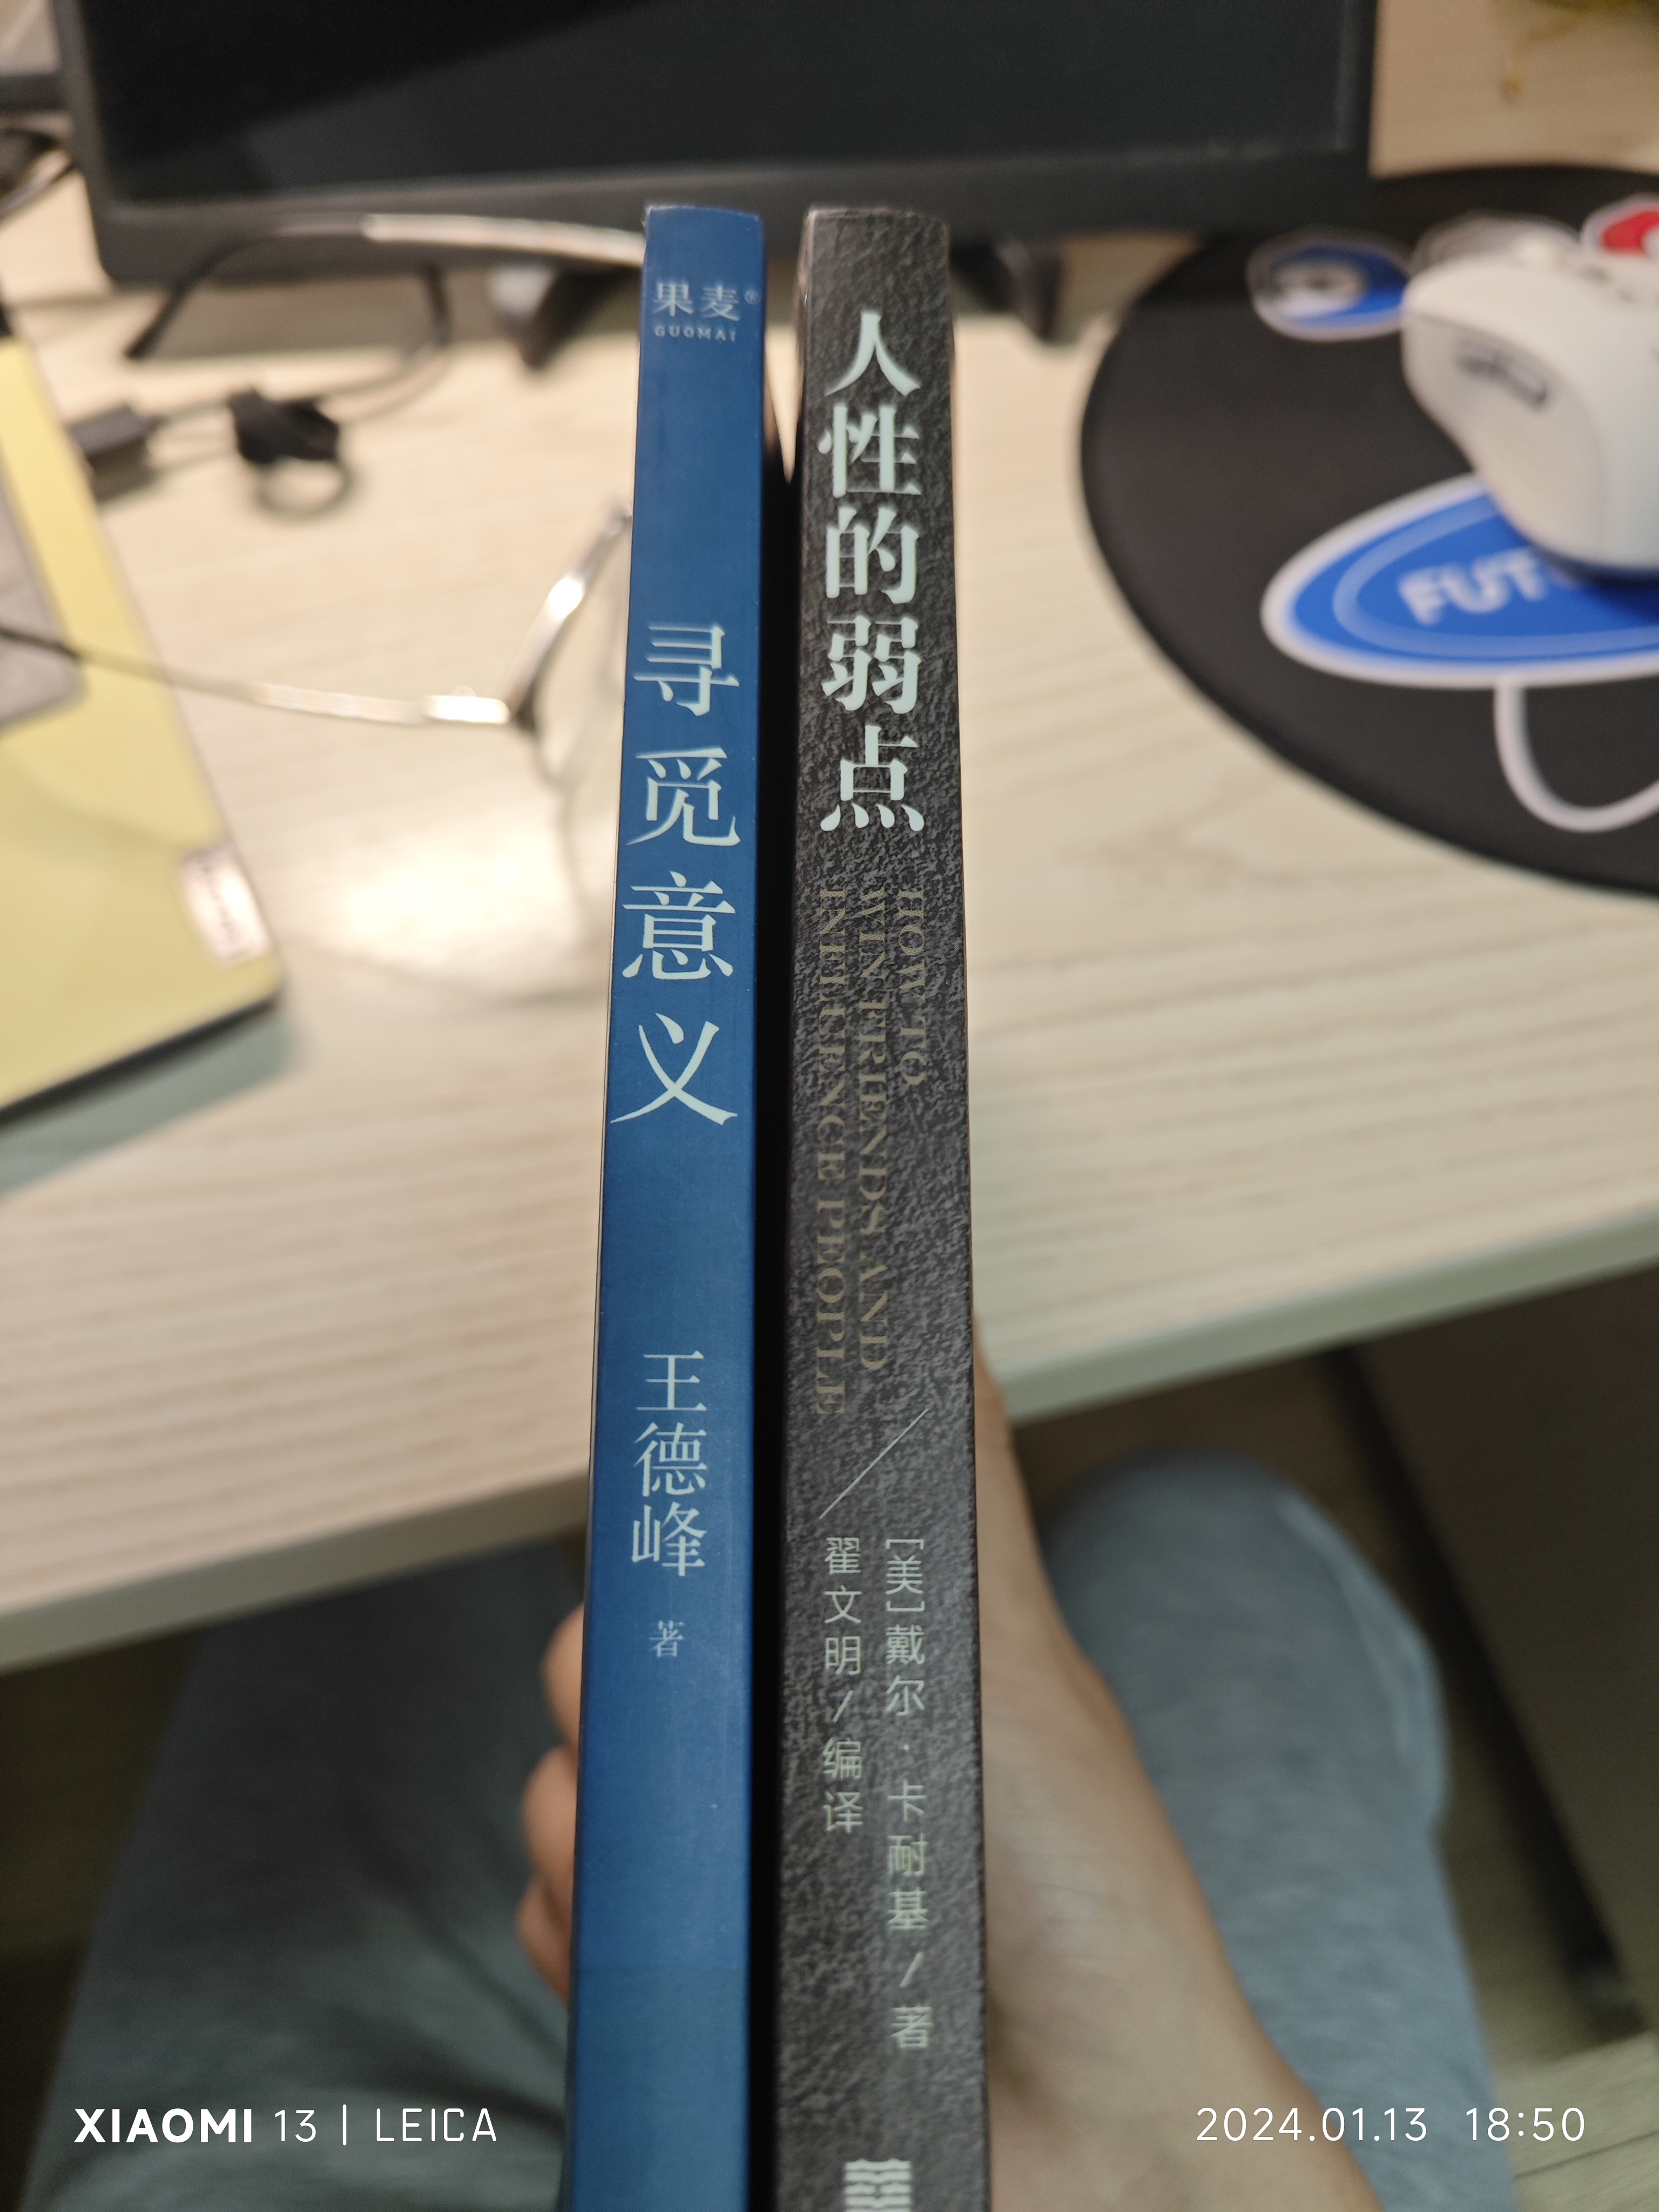 果麦®
GUOMAI
寻觅意义
王德峰 著
人性的弱点
HOW TO
WIN FRIENDS AND
INFLUENCE PEOPLE
[美]戴尔·卡耐基/著
翟文明/编译
XIAOMI 13 | LEICA
2024.01.13 18:50